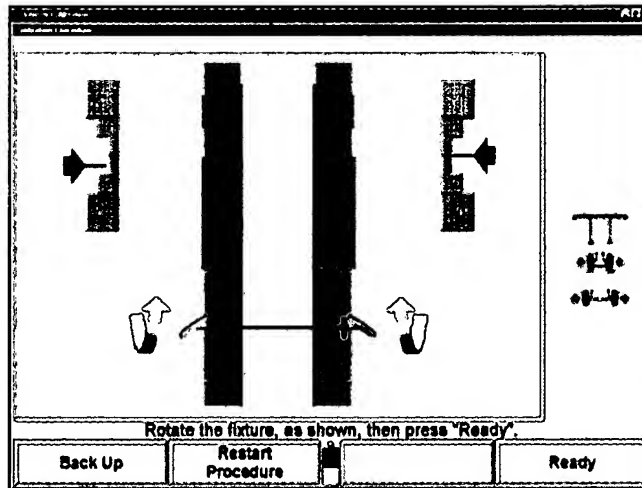 Rotate the fixture, as shown, then press "Ready".
Back Up
Restart
Procedure
Ready